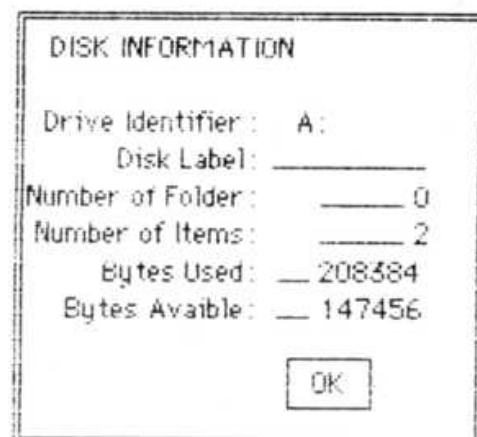 DISK INFORMATION
Drive Identifier: A:
Disk Label: ___________
Number of Folder: ______ 0
Number of Items: ______ 2
Bytes Used: __ 208384
Bytes Avaible: __ 147456
OK